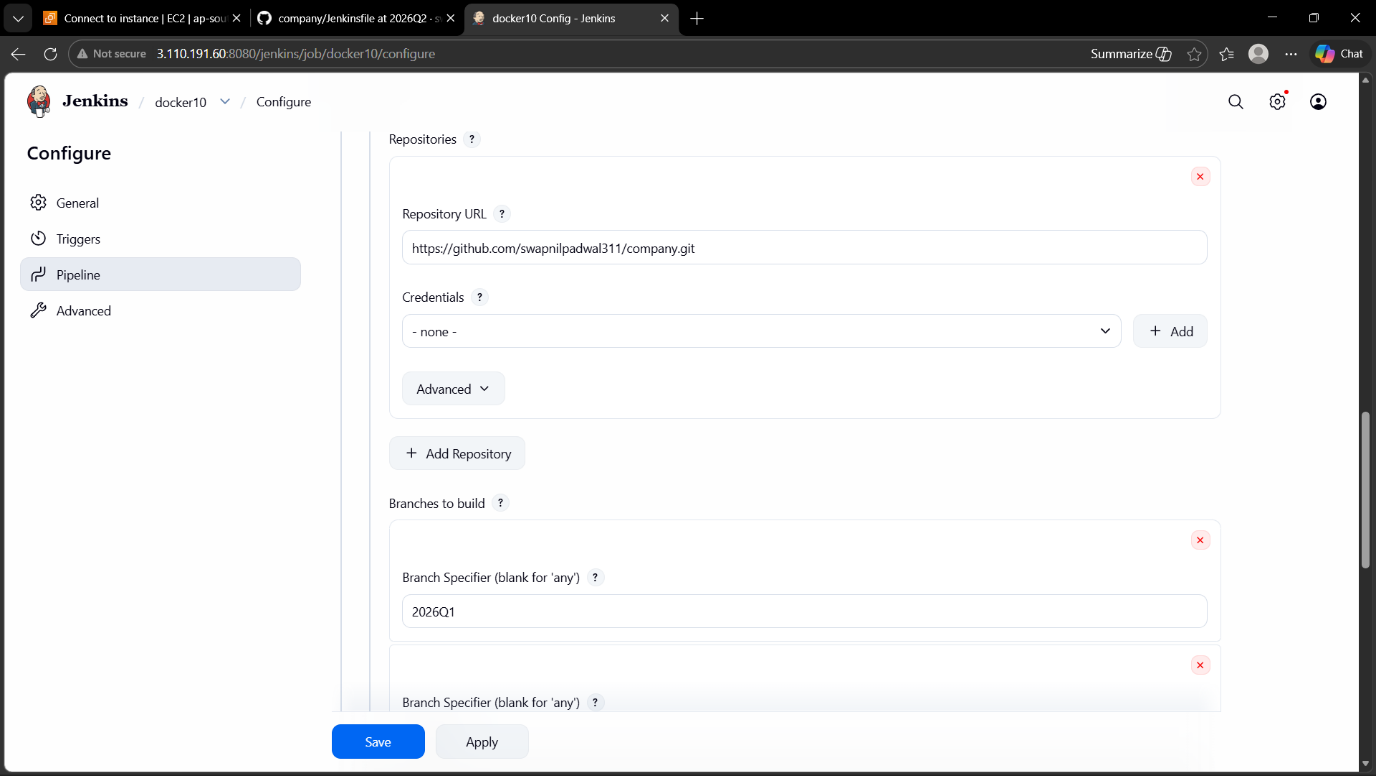 Connect to instance | EC2 | ap-sou
company/Jenkinsfile at 2026Q2 · s
docker10 Config - Jenkins
Not secure
3.110.191.60:8080/jenkins/job/docker10/configure
Summarize
Chat
Jenkins / docker10 / Configure
Configure
General
Triggers
Pipeline
Advanced
Repositories ?
Repository URL ?
https://github.com/swapnilpadwal311/company.git
Credentials ?
- none -
+ Add
Advanced
+ Add Repository
Branches to build ?
Branch Specifier (blank for 'any') ?
2026Q1
Branch Specifier (blank for 'any') ?
Save
Apply